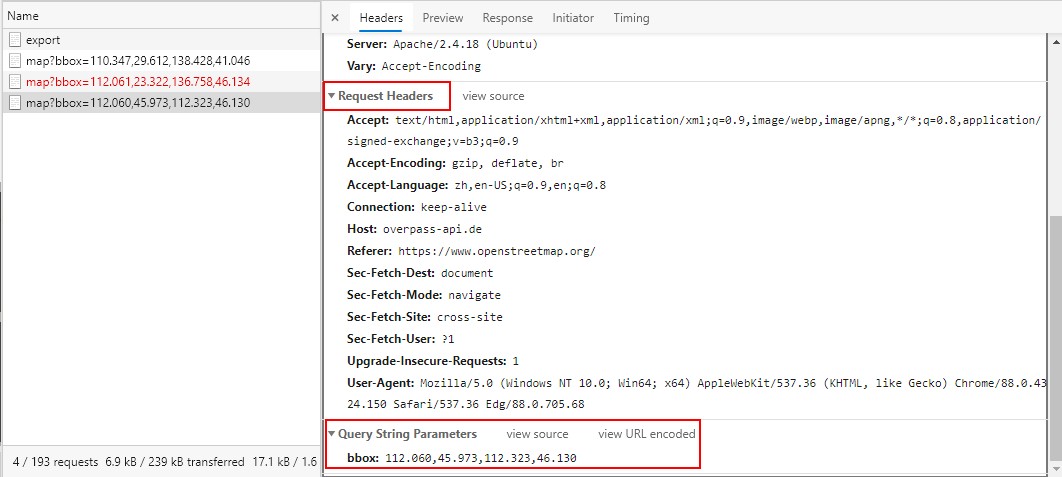 Name
export
map?bbox=110.347,29.612,138.428,41.046
map?bbox=112.061,23.322,136.758,46.134
map?bbox=112.060,45.973,112.323,46.130
4 / 193 requests 6.9 kB / 239 kB transferred 17.1 kB / 1.6
× Headers Preview Response Initiator Timing
Server: Apache/2.4.18 (Ubuntu)
Vary: Accept-Encoding
▼ Request Headers view source
Accept: text/html,application/xhtml+xml,application/xml;q=0.9,image/webp,image/apng,*/*;q=0.8,application/
signed-exchange;v=b3;q=0.9
Accept-Encoding: gzip, deflate, br
Accept-Language: zh,en-US;q=0.9,en;q=0.8
Connection: keep-alive
Host: overpass-api.de
Referer: https://www.openstreetmap.org/
Sec-Fetch-Dest: document
Sec-Fetch-Mode: navigate
Sec-Fetch-Site: cross-site
Sec-Fetch-User: ?1
Upgrade-Insecure-Requests: 1
User-Agent: Mozilla/5.0 (Windows NT 10.0; Win64; x64) AppleWebKit/537.36 (KHTML, like Gecko) Chrome/88.0.43
24.150 Safari/537.36 Edg/88.0.705.68
▼ Query String Parameters view source view URL encoded
bbox: 112.060,45.973,112.323,46.130